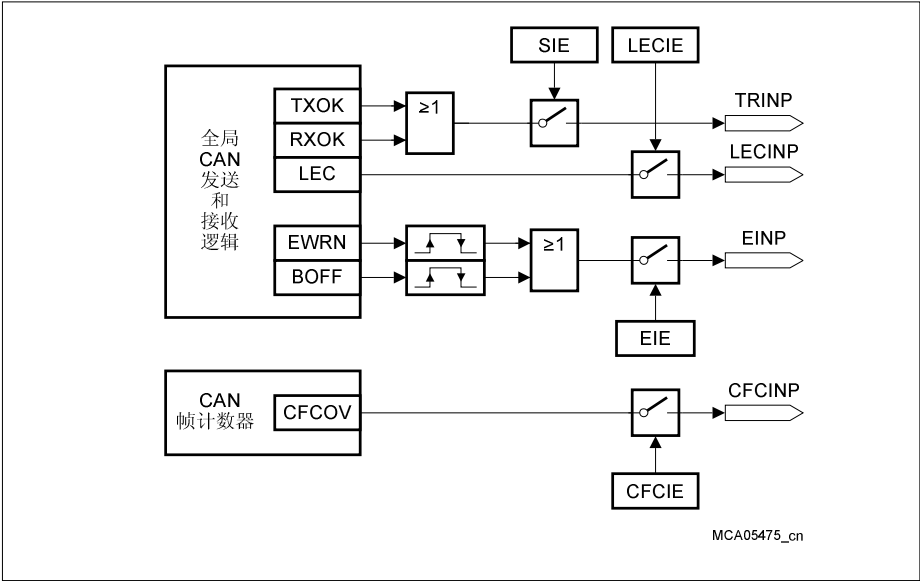 SIE
LECIE
全局
CAN
发送
和
接收
逻辑
TXOK
RXOK
LEC
EWRN
BOFF
≥1
≥1
TRINP
LECINP
EINP
EIE
CAN
帧计数器
CFCOV
CFCINP
CFCIE
MCA05475_cn